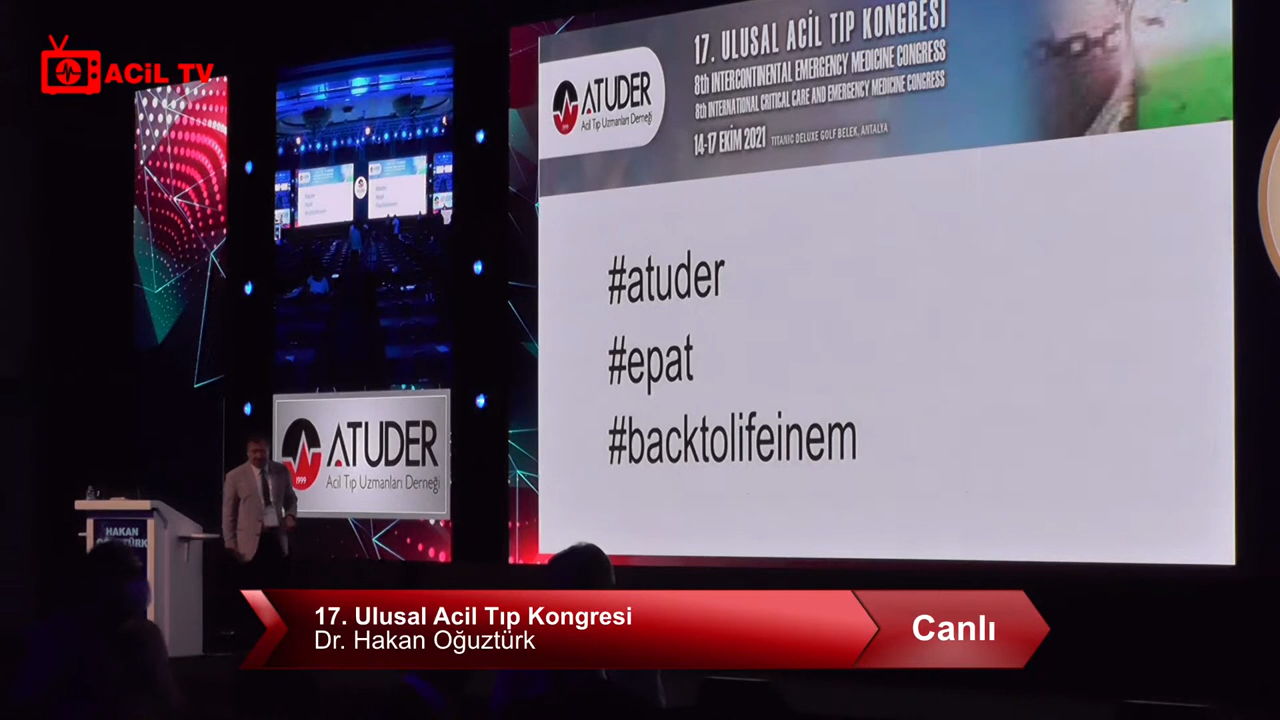 ACiL TV
17. ULUSAL ACİL TIP KONGRESİ
8th INTERCONTINENTAL EMERGENCY MEDICINE CONGRESS
8th INTERNATIONAL CRITICAL CARE AND EMERGENCY MEDICINE CONGRESS
14-17 EKİM 2021 TITANIC DELUXE GOLF BELEK, ANTALYA
ATUDER
Acil Tıp Uzmanları Derneği
1999
#atuder
#epat
#backtolifeinem
ATUDER
Acil Tıp Uzmanları Derneği
1999
HAKAN
17. Ulusal Acil Tıp Kongresi
Dr. Hakan Oğuztürk
Canlı